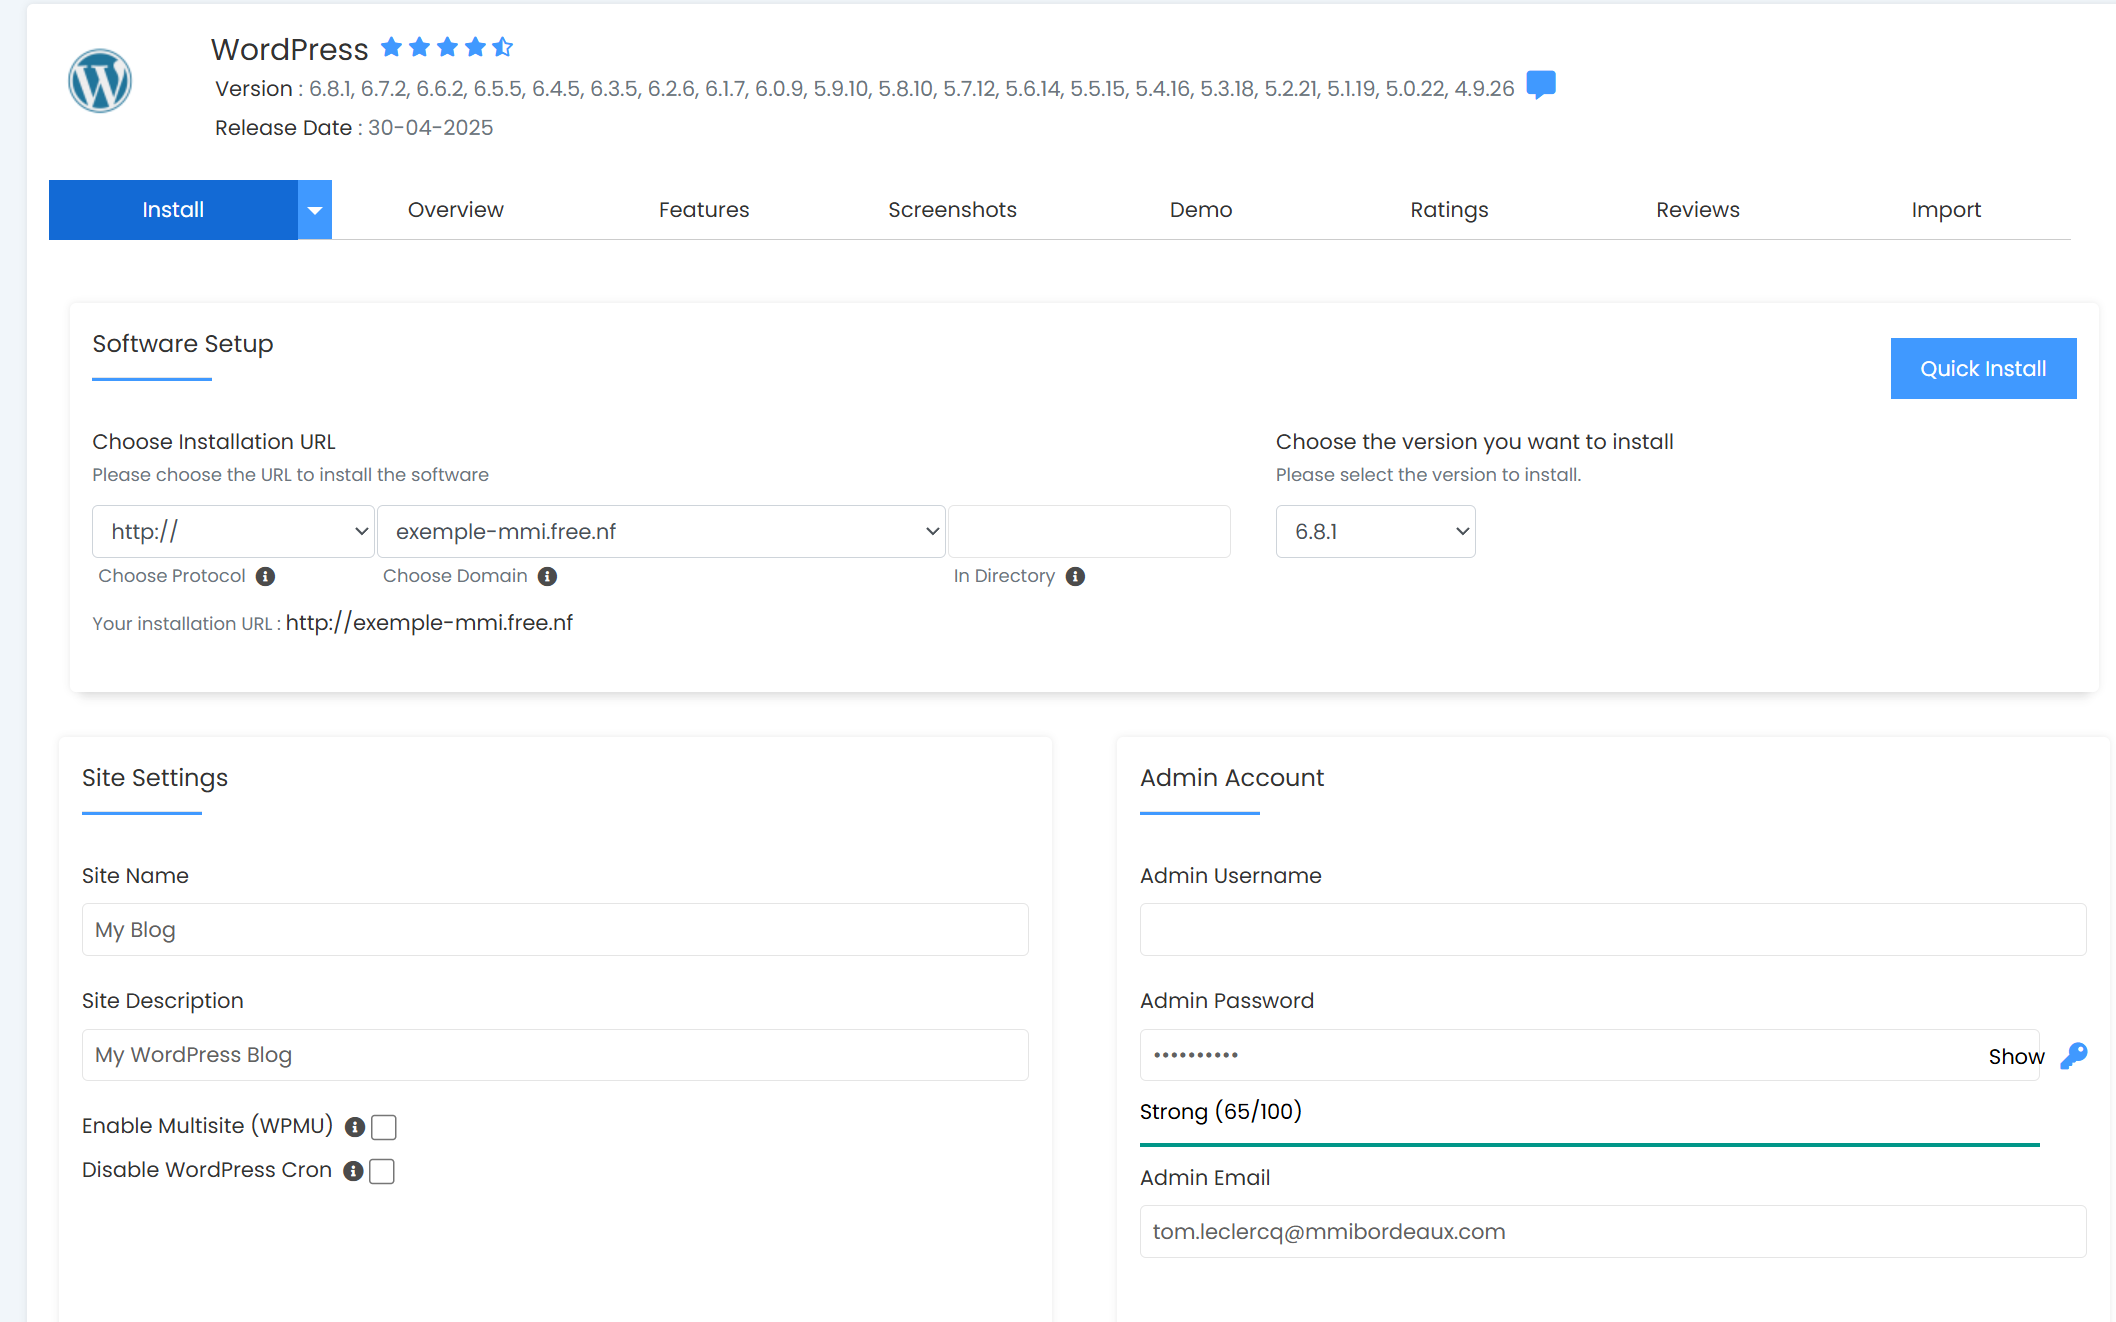 WordPress
Version : 6.8.1, 6.7.2, 6.6.2, 6.5.5, 6.4.5, 6.3.5, 6.2.6, 6.1.7, 6.0.9, 5.9.10, 5.8.10, 5.7.12, 5.6.14, 5.5.15, 5.4.16, 5.3.18, 5.2.21, 5.1.19, 5.0.22, 4.9.26
Release Date : 30-04-2025
Install Overview Features Screenshots Demo Ratings Reviews Import
Software Setup
Quick Install
Choose Installation URL
Please choose the URL to install the software
http:// exemple-mmi.free.nf
Choose Protocol Choose Domain In Directory
Your installation URL : http://exemple-mmi.free.nf
Choose the version you want to install
Please select the version to install.
6.8.1
Site Settings
Site Name
My Blog
Site Description
My WordPress Blog
Enable Multisite (WPMU)
Disable WordPress Cron
Admin Account
Admin Username
Admin Password
•••••••••• Show
Strong (65/100)
Admin Email
tom.leclercq@mmibordeaux.com